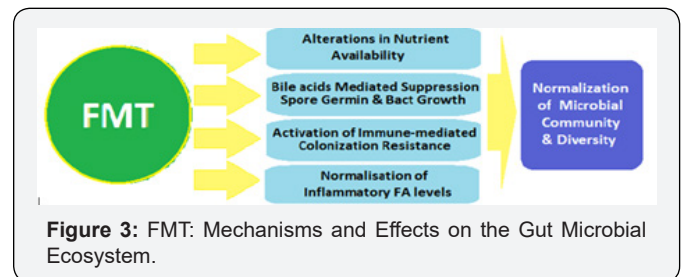 FMT
Alterations in Nutrient
Availability
Bile acids Mediated Suppression
Spore Germin & Bact Growth
Activation of Immune-mediated
Colonization Resistance
Normalisation of
Inflammatory FA levels
Normalization
of Microbial
Community
& Diversity
Figure 3: FMT: Mechanisms and Effects on the Gut Microbial
Ecosystem.